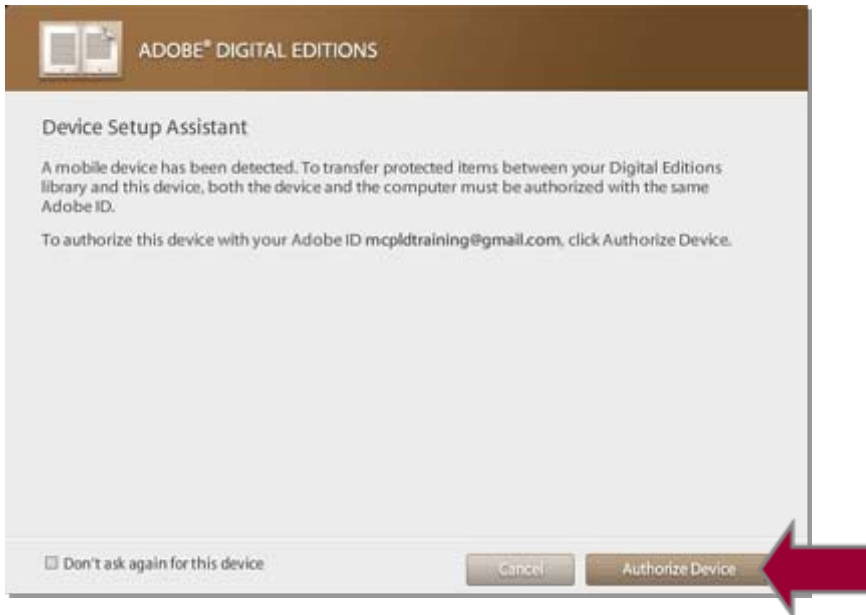 ADOBE® DIGITAL EDITIONS
Device Setup Assistant
A mobile device has been detected. To transfer protected items between your Digital Editions
library and this device, both the device and the computer must be authorized with the same
Adobe ID.
To authorize this device with your Adobe ID mcpldtraining@gmail.com, click Authorize Device.
Don't ask again for this device
Cancel
Authorize Device